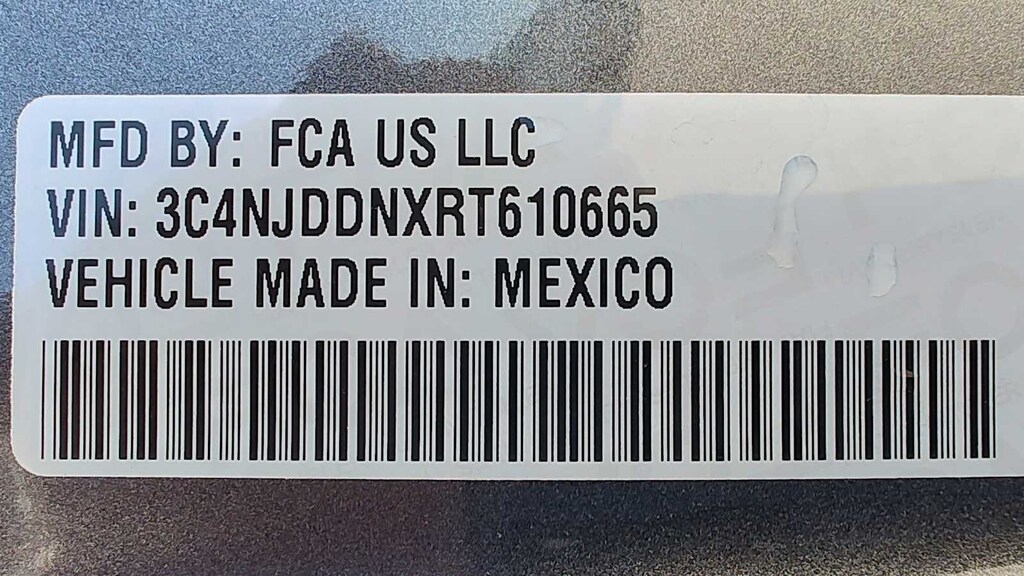 MFD BY: FCA US LLC
VIN: 3C4NJDDNXRT610665
VEHICLE MADE IN: MEXICO